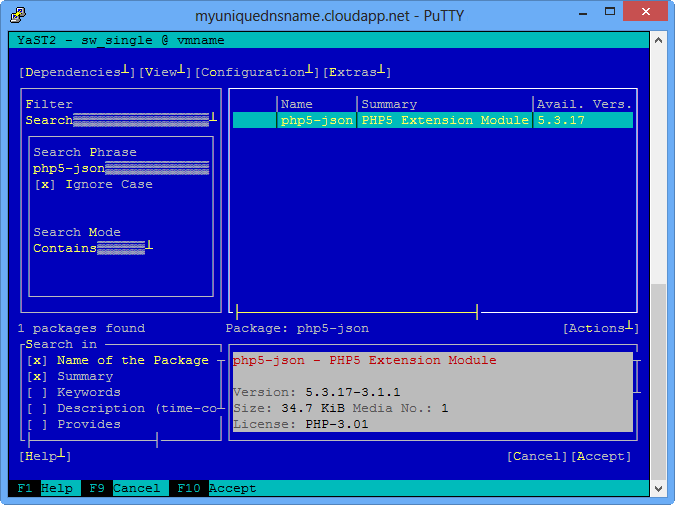 myuniquednsname.cloudapp.net - PuTTY
YaST2 - sw_single @ vmname
[Dependencies][View][Configuration][Extras]
Filter
Search
Search Phrase
php5-json
[x] Ignore Case
Search Mode
Contains
Name Summary Avail. Vers.
php5-json PHP5 Extension Module 5.3.17
1 packages found Package: php5-json [Actions]
Search in
[x] Name of the Package
[x] Summary
[ ] Keywords
[ ] Description (time-co
[ ] Provides
php5-json - PHP5 Extension Module
Version: 5.3.17-3.1.1
Size: 34.7 KiB Media No.: 1
License: PHP-3.01
[Help] [Cancel][Accept]
F1 Help F9 Cancel F10 Accept